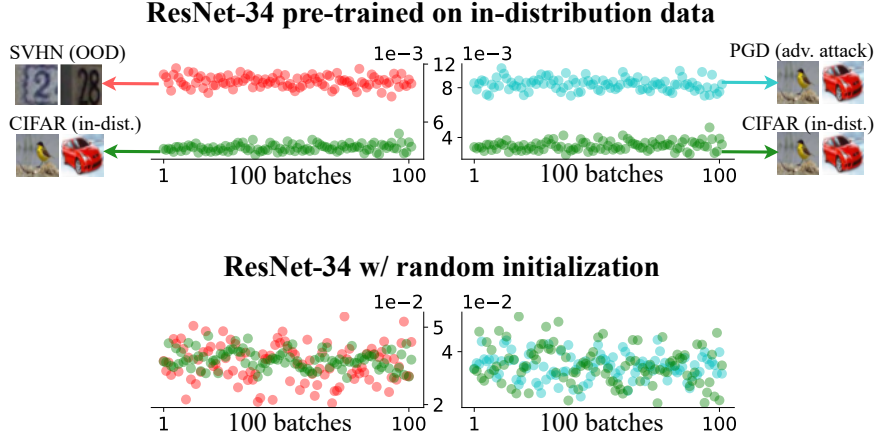 ResNet-34 pre-trained on in-distribution data
SVHN (OOD)
1e−3
12
6
1e−3
8
4
PGD (adv. attack)
2
28
CIFAR (in-dist.)
CIFAR (in-dist.)
1
100 batches
100
1
100 batches
100
ResNet-34 w/ random initialization
1e−2
5
2
1e−2
4
1
100 batches
100
1
100 batches
100